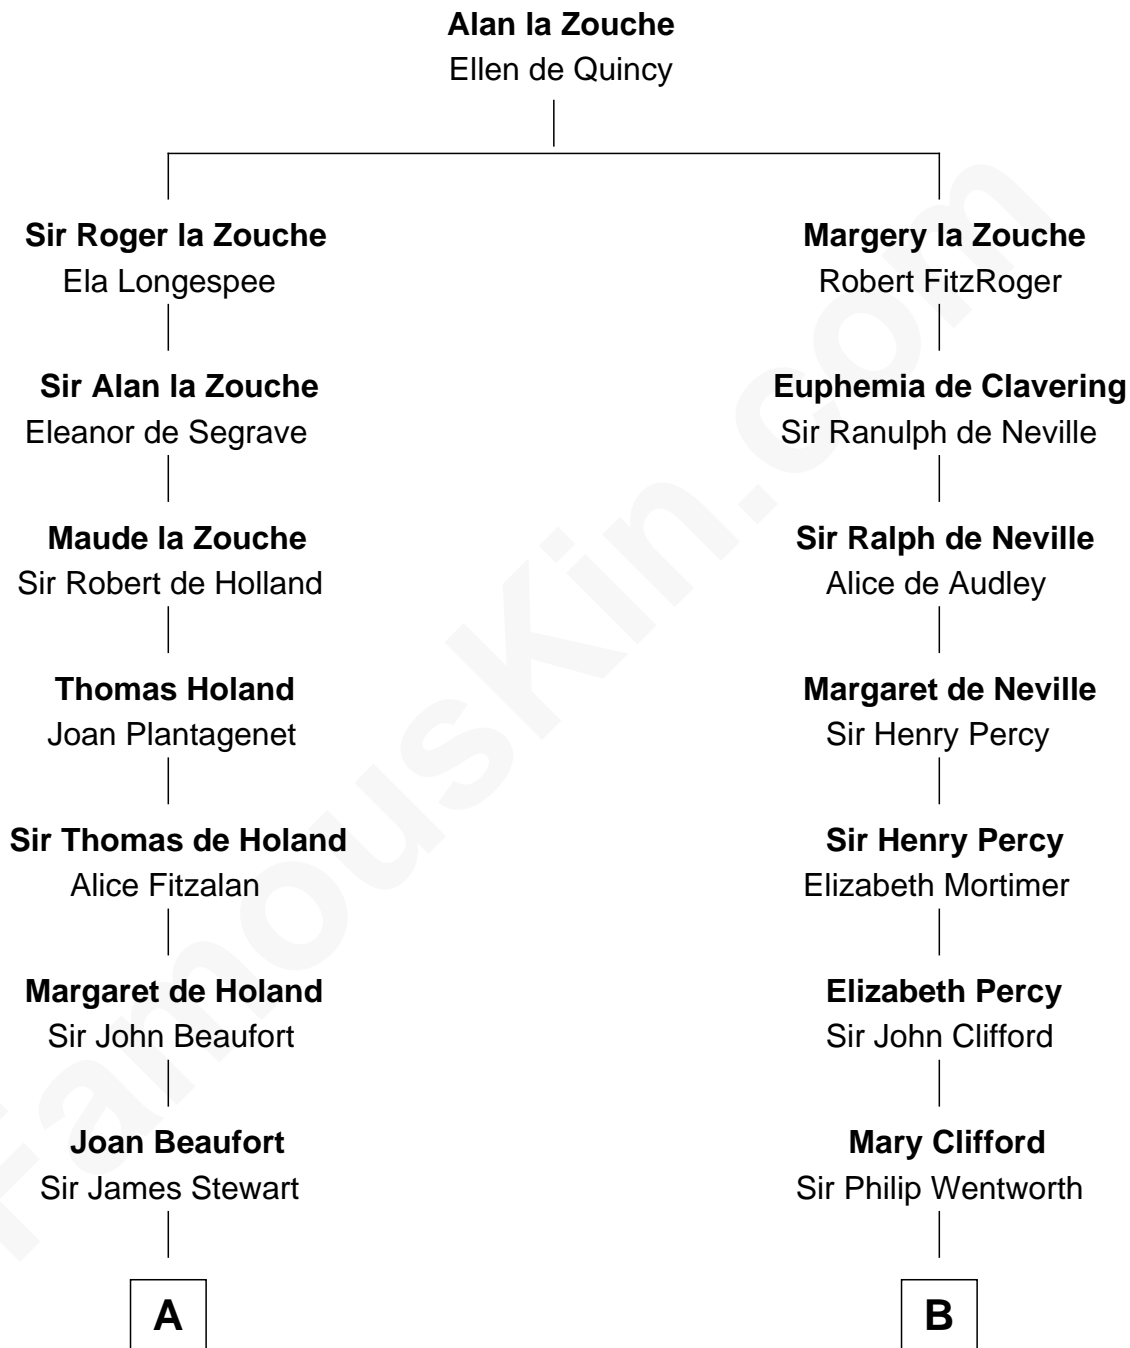 Alan la Zouche
Ellen de Quincy
Sir Roger la Zouche
Ela Longespee
Margery la Zouche
Robert FitzRoger
Sir Alan la Zouche
Eleanor de Segrave
Euphemia de Clavering
Sir Ranulph de Neville
Maude la Zouche
Sir Robert de Holland
Sir Ralph de Neville
Alice de Audley
Thomas Holand
Joan Plantagenet
Margaret de Neville
Sir Henry Percy
Sir Thomas de Holand
Alice Fitzalan
Sir Henry Percy
Elizabeth Mortimer
Margaret de Holand
Sir John Beaufort
Elizabeth Percy
Sir John Clifford
Joan Beaufort
Sir James Stewart
Mary Clifford
Sir Philip Wentworth
A
B
FamousKin.com